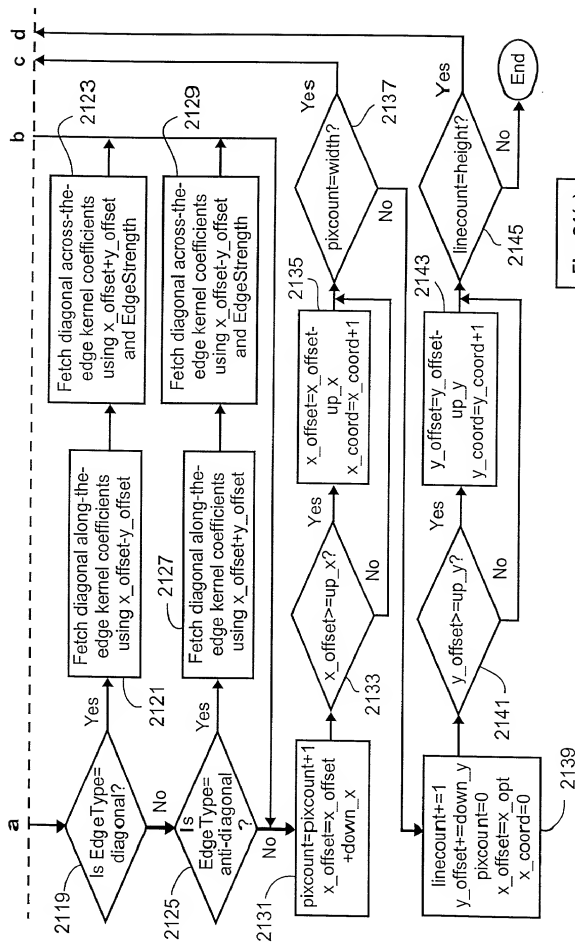 a
b
c
d
2119
Is EdgeType=
diagonal?
Yes
No
2121
Fetch diagonal along-the-
edge kernel coefficients
using x_offset-y_offset
2123
Fetch diagonal across-the-
edge kernel coefficients
using x_offset+y_offset
and EdgeStrength
2125
Is
EdgeType=
anti-diagonal
?
Yes
No
2127
Fetch diagonal along-the-
edge kernel coefficients
using x_offset+y_offset
2129
Fetch diagonal across-the-
edge kernel coefficients
using x_offset-y_offset
and EdgeStrength
2131
pixcount=pixcount+1
x_offset=x_offset
+down_x
2133
x_offset>=up_x?
Yes
No
2135
x_offset=x_offset-
up_x
x_coord=x_coord+1
2137
pixcount=width?
Yes
No
2139
linecount+=1
y_offset+=down_y
pixcount=0
x_offset=x_opt
x_coord=0
2141
y_offset>=up_y?
Yes
No
2143
y_offset=y_offset-
up_y
y_coord=y_coord+1
2145
linecount=height?
Yes
No
End